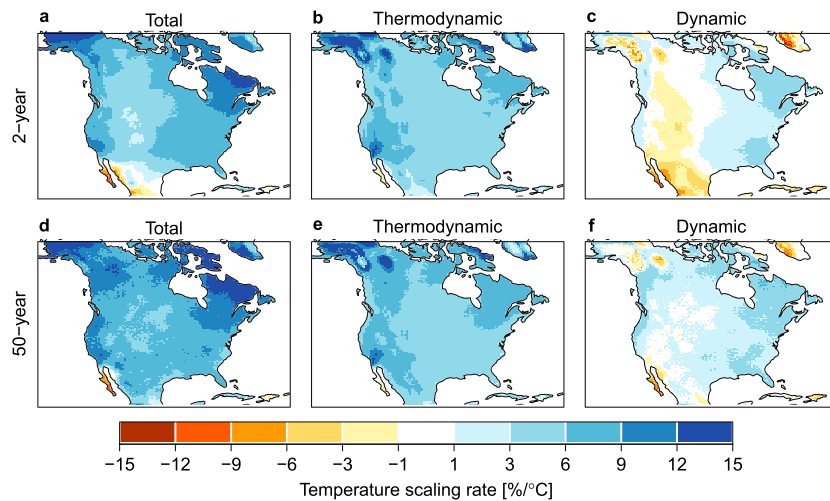 a Total
b Thermodynamic
c Dynamic
2−year
d Total
e Thermodynamic
f Dynamic
50−year
−15 −12 −9 −6 −3 −1 1 3 6 9 12 15
Temperature scaling rate [%/°C]